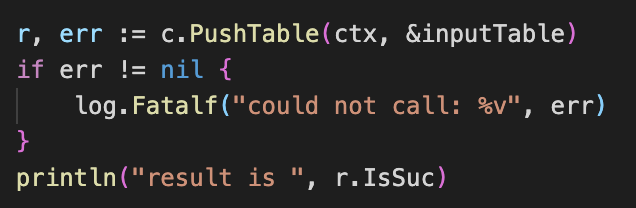 r, err := c.PushTable(ctx, &inputTable)
if err != nil {
    log.Fatalf("could not call: %v", err)
}
println("result is ", r.IsSuc)